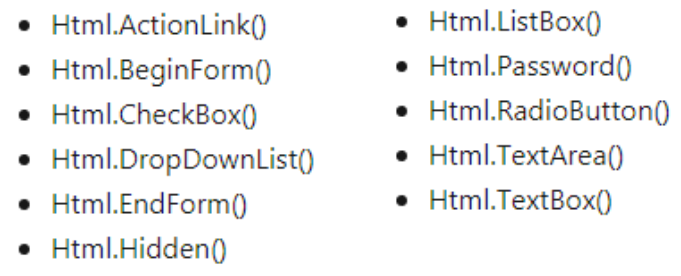 • Html.ActionLink()
• Html.BeginForm()
• Html.CheckBox()
• Html.DropDownList()
• Html.EndForm()
• Html.Hidden()
• Html.ListBox()
• Html.Password()
• Html.RadioButton()
• Html.TextArea()
• Html.TextBox()